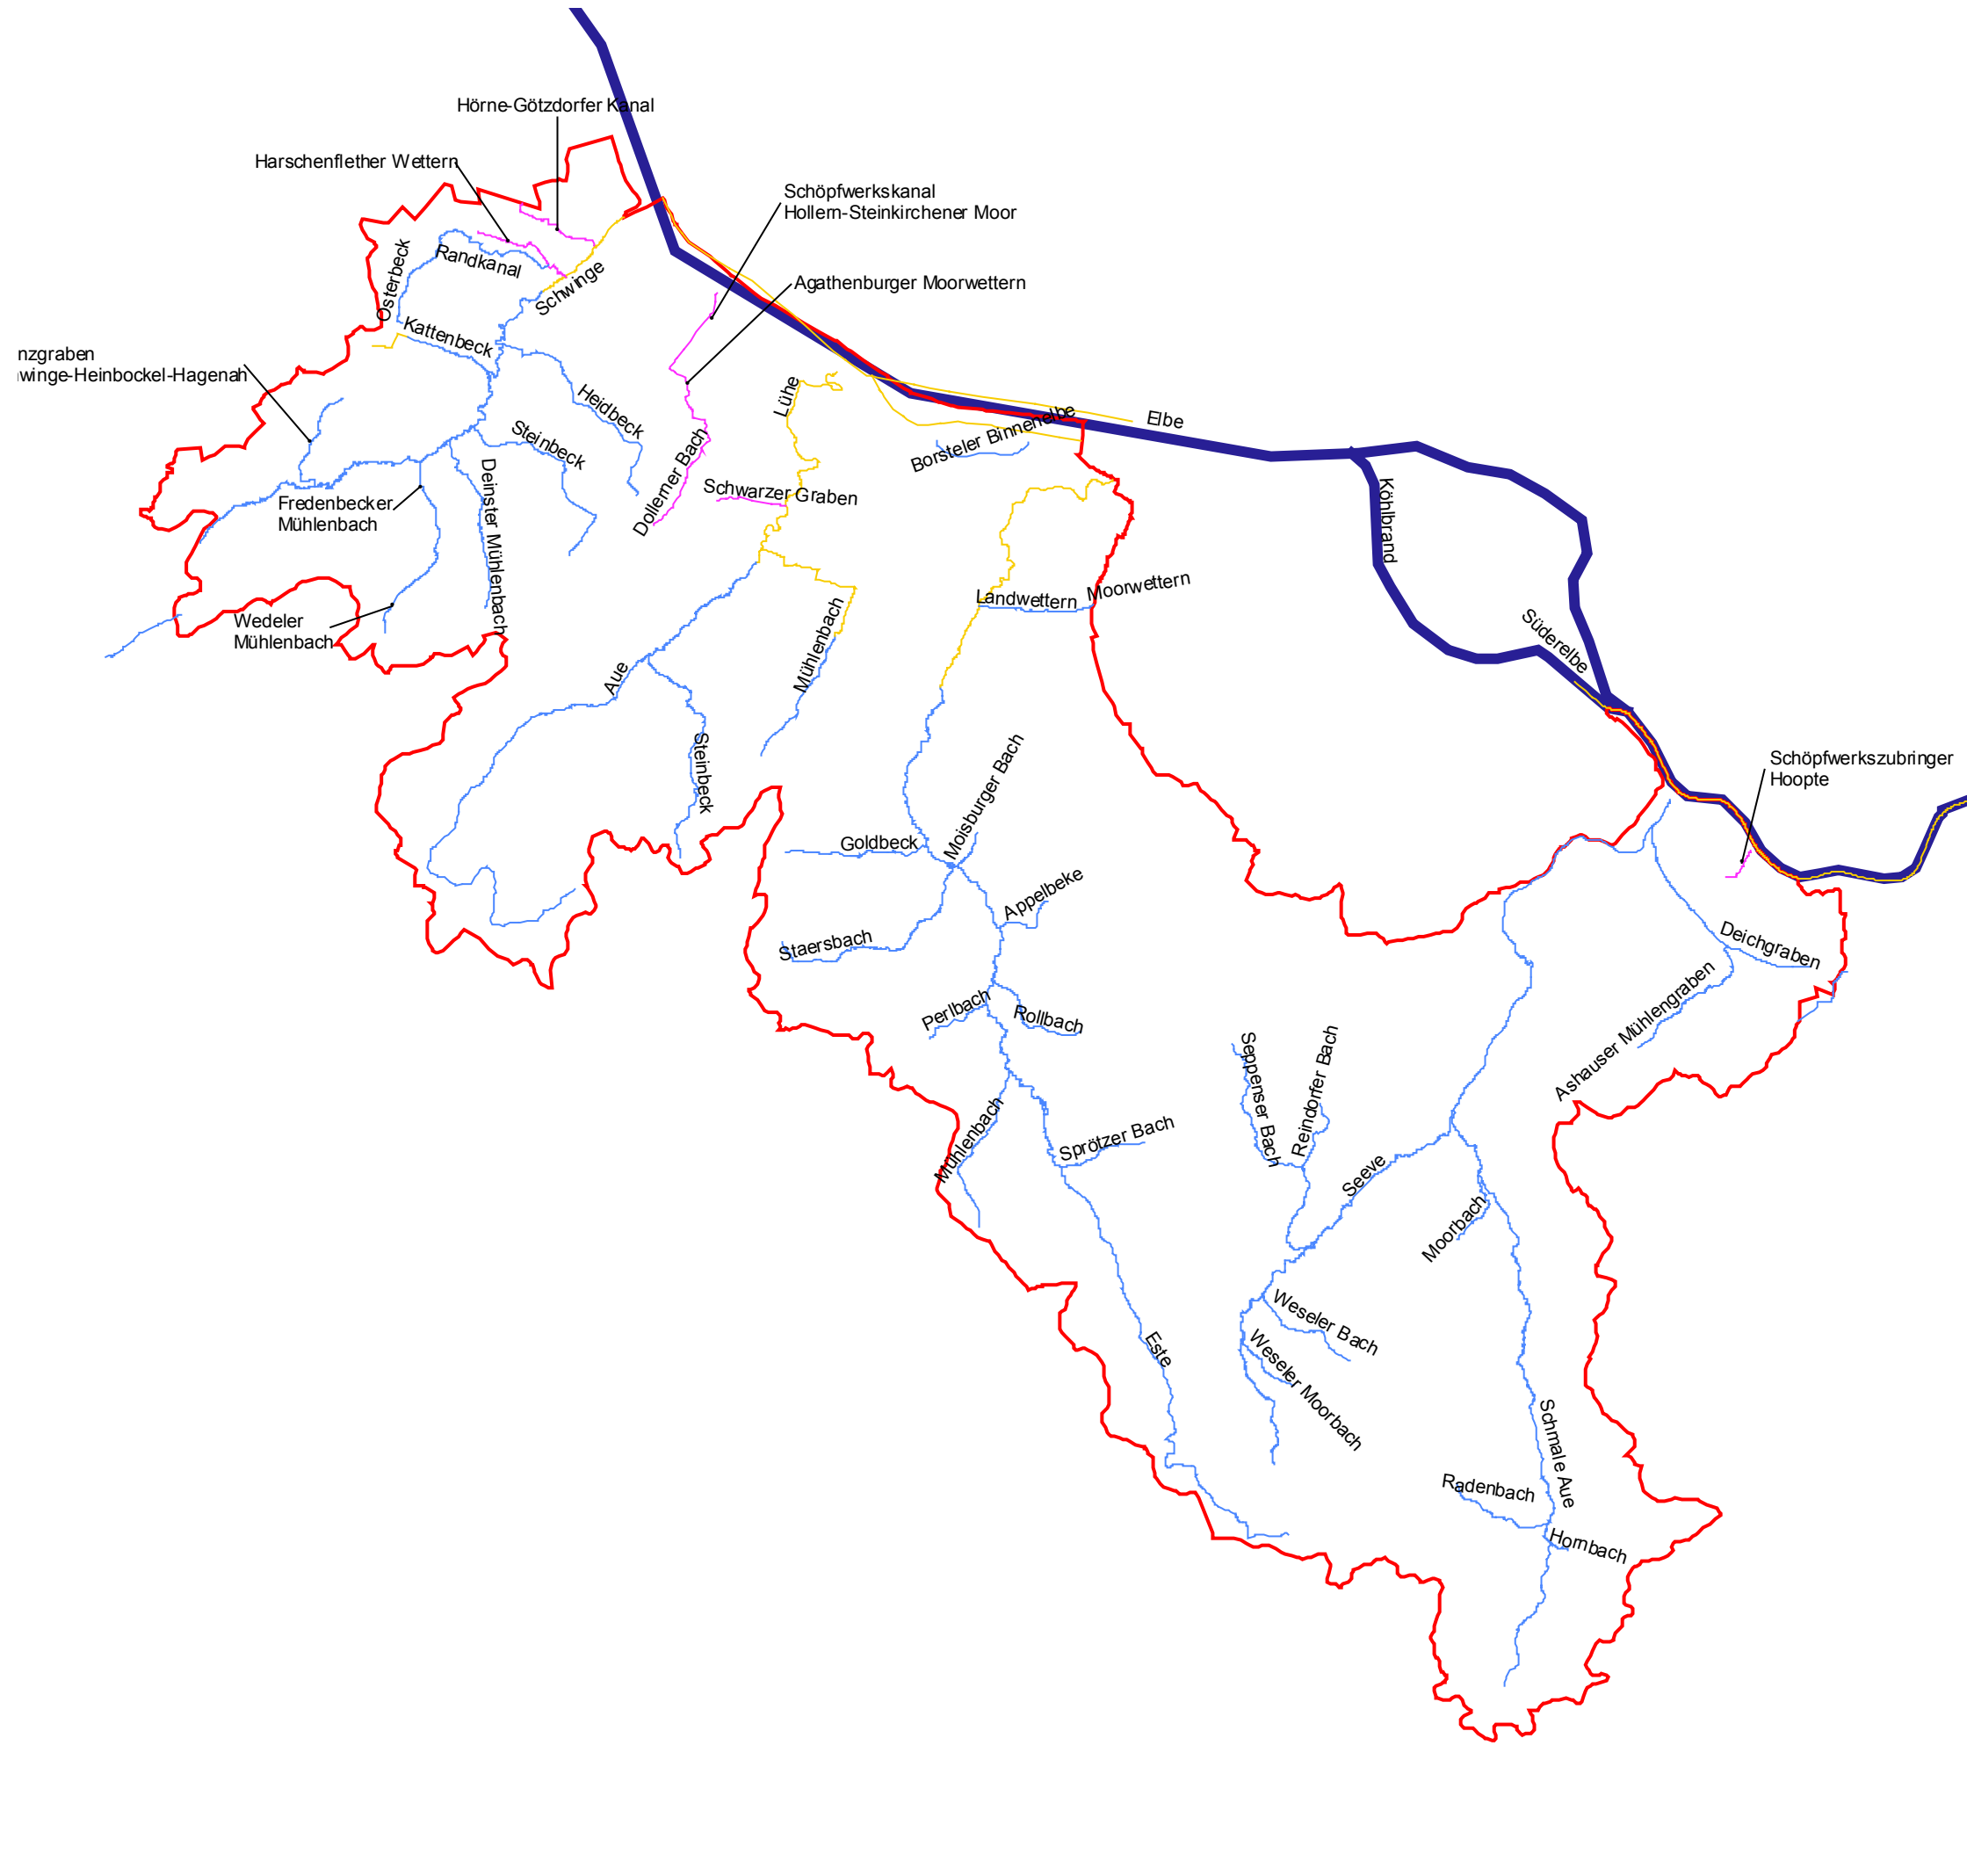 Hörne-Götzdorfer Kanal
Harschenflether Wettern
Schöpfwerkskanal
Hollern-Steinkirchener Moor
Osterbeck
Randkanal
Schwinge
Agathenburger Moorwettern
Kattenbeck
nzgraben
winge-Heinbockel-Hagenah
Heidbeck
Lühe
Elbe
Borsteler Binnenelbe
Steinbeck
Dollerner Bach
Schwarzer Graben
Deinster Mühlenbach
Fredenbecker
Mühlenbach
Köhlbrand
Landwettern
Moorwettern
Wedeler
Mühlenbach
Mühlenbach
Süderelbe
Aue
Steinbeck
Schöpfwerkszubringer
Hoopte
Moisburger Bach
Goldbeck
Appelbeke
Staersbach
Deichgraben
Ashauser Mühlengraben
Perlbach
Rollbach
Seppenser Bach
Reindorfer Bach
Mühlenbach
Sprötzer Bach
Seeve
Moorbach
Weseler Bach
Weseler Moorbach
Este
Schmale Aue
Radenbach
Hornbach